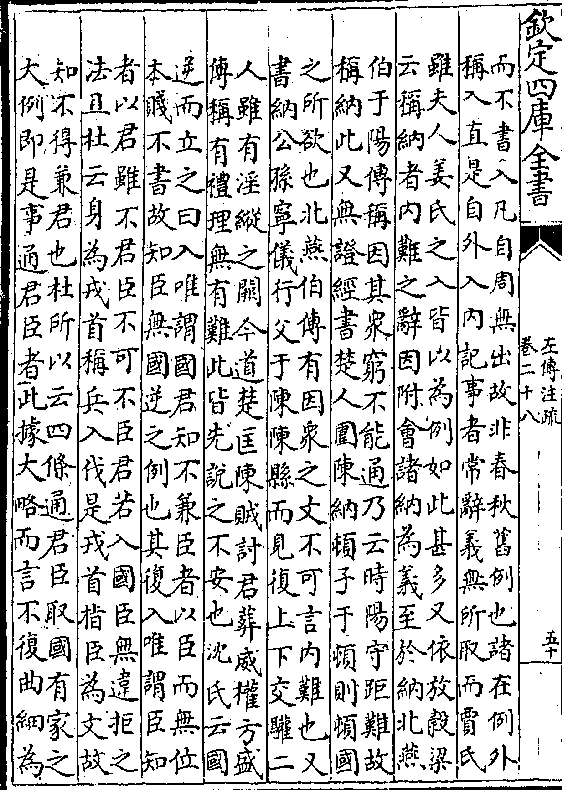 欽定四庫全書
左傳注疏
卷二十八
五十
而不書入凡自周無出故非春秋舊例也諸在例外
稱入直是自外入内記事者常辭義無所取而賈氏
雖夫人姜氏之入皆以為例如此甚多又依放穀梁
云稱納者内難之辭因附會諸納為義至於納北燕
伯于陽傳稱因其衆窮不能通乃云時陽守距難故
稱納此又無證經書楚人圍陳納頓子于頓則頓國
之所欲也北燕伯傳有因衆之文不可言内難也又
書納公孫寧儀行父于陳陳縣而見復上下交驩二
人雖有淫縱之闕今道楚匡陳賊討君葬威權方盛
傳稱有禮理無有難此皆先說之不安也沈氏云國
逆而立之曰入唯謂國君知不兼臣者以臣而無位
本賤不書故知臣無國逆之例也其復入唯謂臣知
者以君雖不君臣不可不臣君若入國臣無違拒之
法且杜云身為戎首稱兵入伐是戎首指臣為文故
知不得兼君也杜所以云四條通君臣取國有家之
大例即是事通君臣者此據大略而言不復曲細為